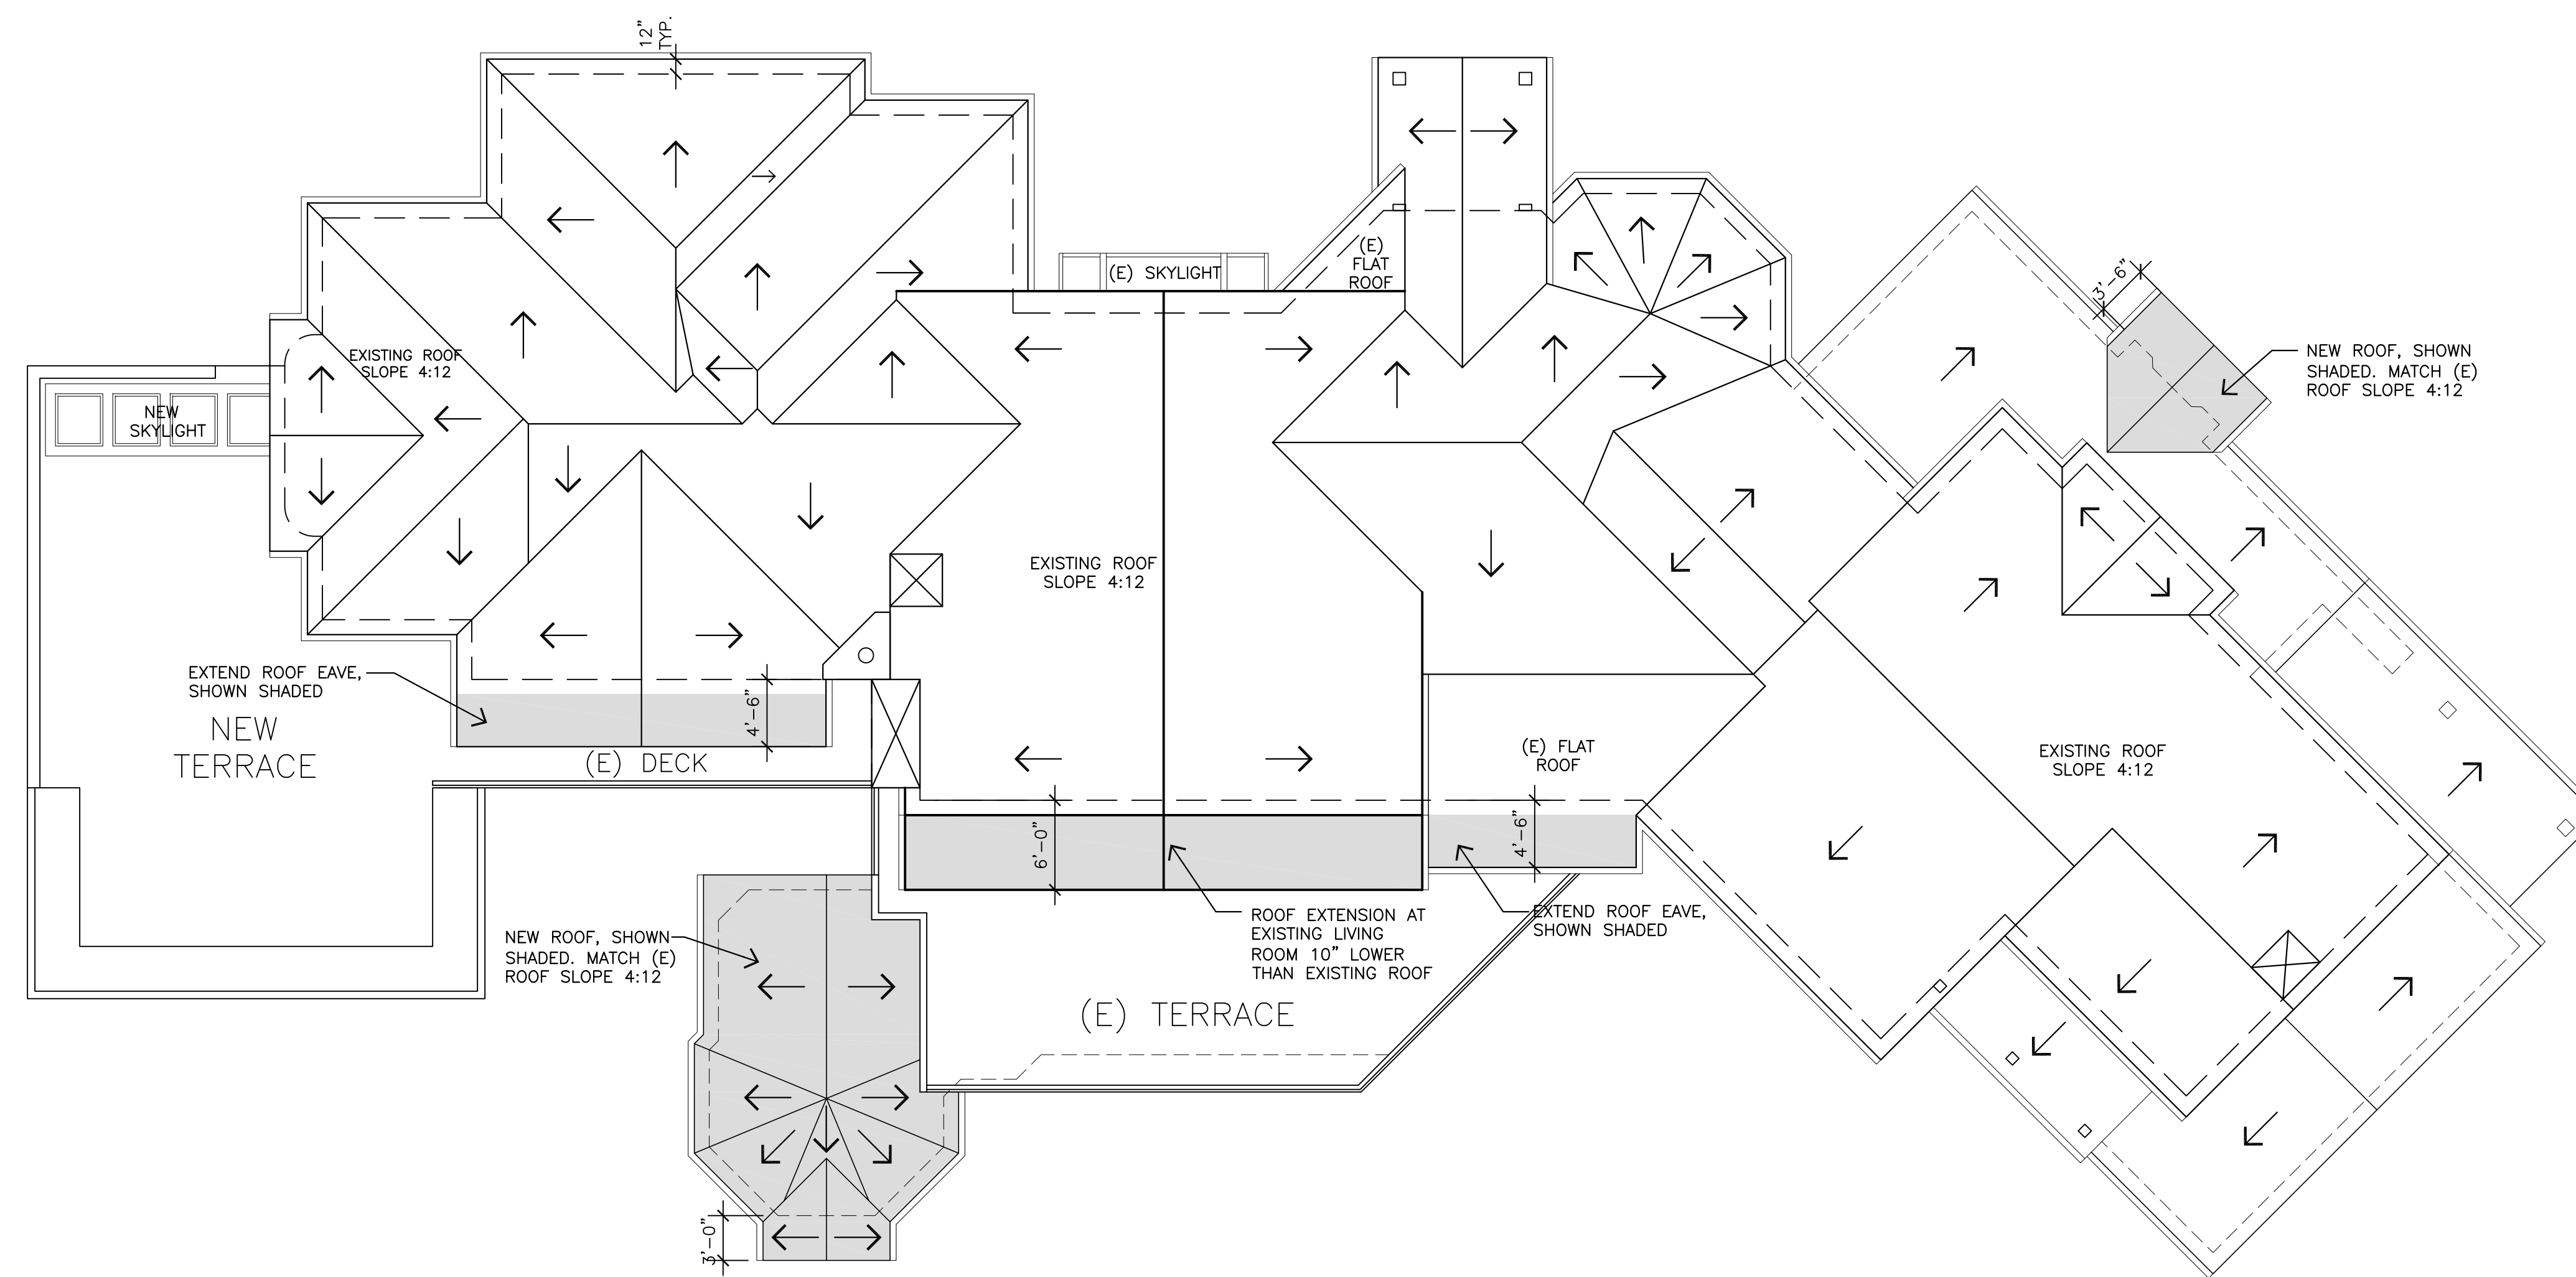 12"
TYP.
(E)
FLAT
ROOF
(E) SKYLIGHT
3'-6"
NEW ROOF, SHOWN
SHADED. MATCH (E)
ROOF SLOPE 4:12
EXISTING ROOF
SLOPE 4:12
NEW
SKYLIGHT
EXISTING ROOF
SLOPE 4:12
EXTEND ROOF EAVE,
SHOWN SHADED
NEW
TERRACE
4'-6"
(E) DECK
(E) FLAT
ROOF
EXISTING ROOF
SLOPE 4:12
6'-0"
4'-6"
NEW ROOF, SHOWN
SHADED. MATCH (E)
ROOF SLOPE 4:12
ROOF EXTENSION AT
EXISTING LIVING
ROOM 10" LOWER
THAN EXISTING ROOF
EXTEND ROOF EAVE,
SHOWN SHADED
(E) TERRACE
3'-0"